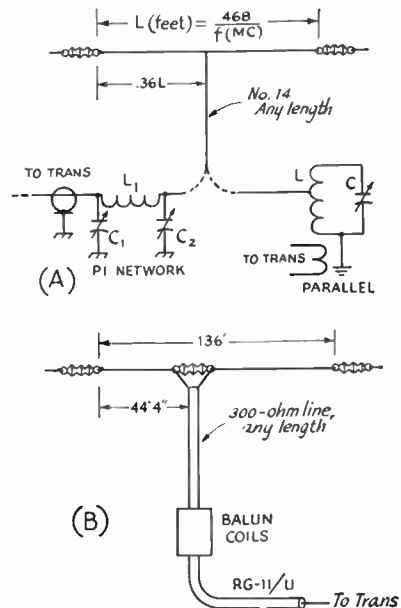 L (feet) = 468 / f(MC)
.36L
No. 14
Any length
TO TRANS
L1
L
C
C1
C2
(A)
PI NETWORK
TO TRANS
PARALLEL
136'
44'4"
300-ohm line,
any length
(B)
BALUN
COILS
RG-11/U
To Trans